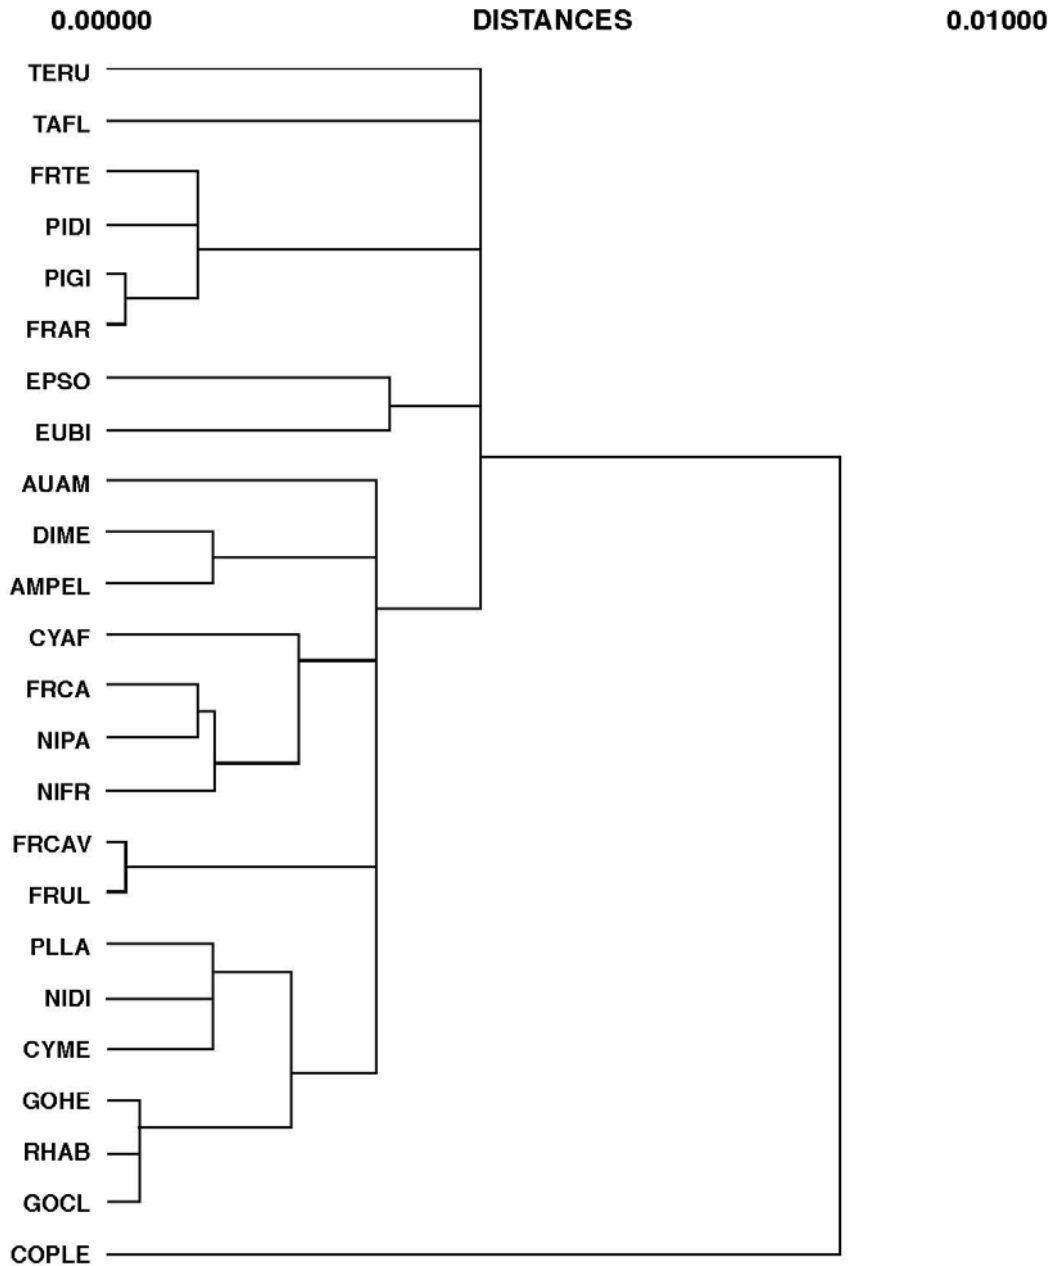 0.00000 DISTANCES 0.01000
TERU
TAFL
FRTE
PIDI
PIGI
FRAR
EPSO
EUBI
AUAM
DIME
AMPEL
CYAF
FRCA
NIPA
NIFR
FRCAV
FRUL
PLLA
NIDI
CYME
GOHE
RHAB
GOCL
COPLE